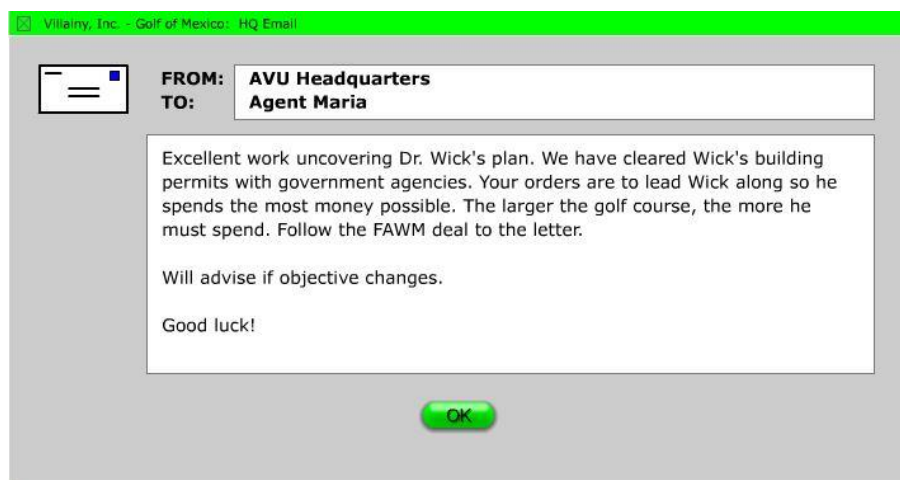 Villainy, Inc. - Golf of Mexico: HQ Email
FROM: AVU Headquarters
TO: Agent Maria
Excellent work uncovering Dr. Wick's plan. We have cleared Wick's building
permits with government agencies. Your orders are to lead Wick along so he
spends the most money possible. The larger the golf course, the more he
must spend. Follow the FAWM deal to the letter.
Will advise if objective changes.
Good luck!
OK